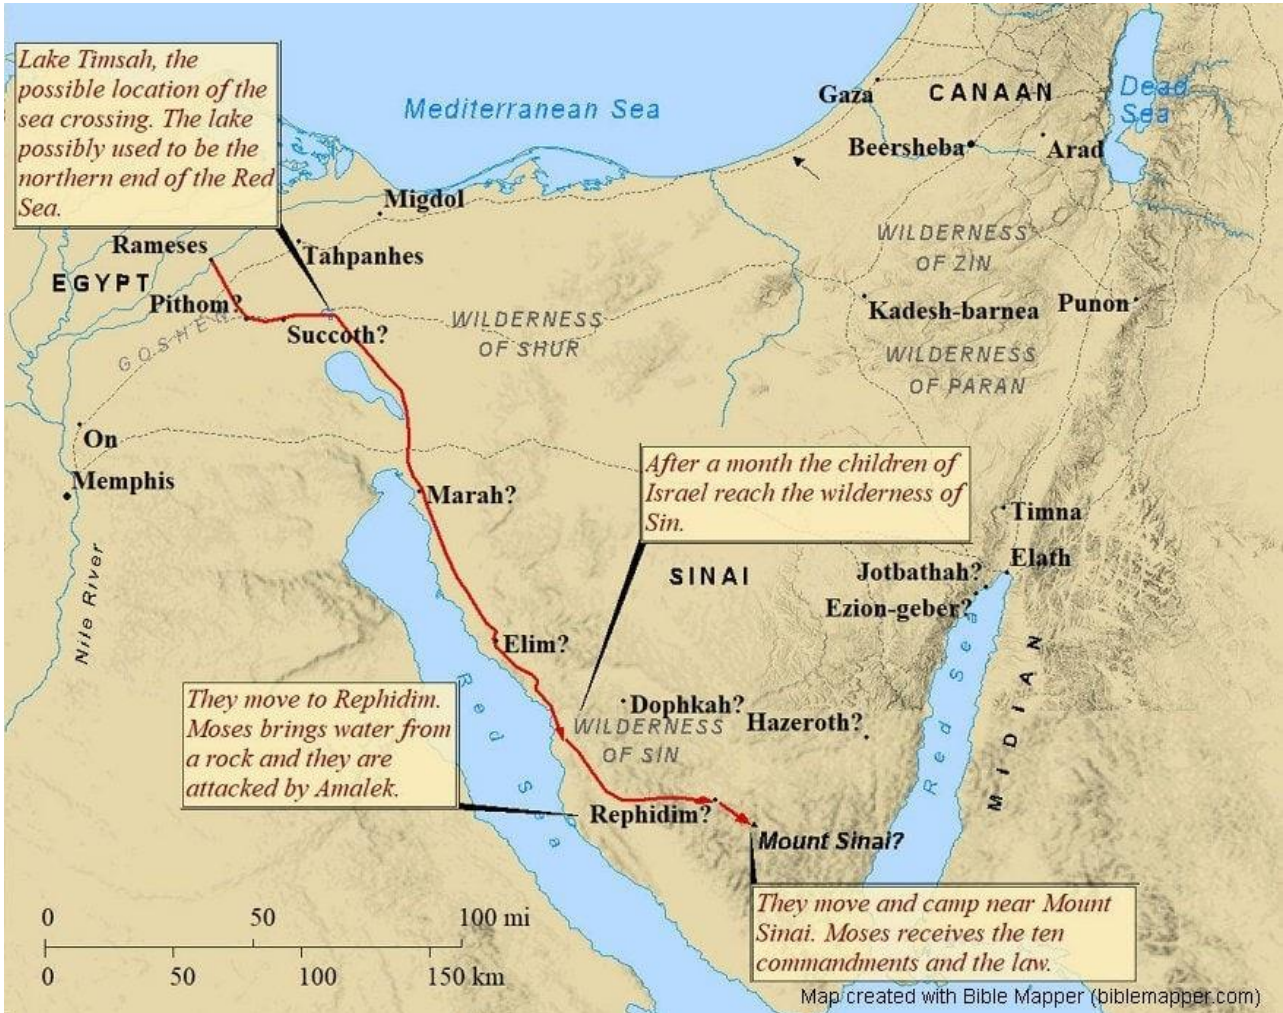 Lake Timsah, the
possible location of the
sea crossing. The lake
possibly used to be the
northern end of the Red
Sea.
Mediterranean Sea
Gaza
CANAAN
Dead
Sea
Beersheba
Arad
Migdol
Rameses
Tahpanhes
EGYPT
Pithom?
GOSHEN
Succoth?
WILDERNESS
OF SHUR
WILDERNESS
OF ZIN
Kadesh-barnea
Punon
WILDERNESS
OF PARAN
On
Memphis
Nile River
Marah?
After a month the children of
Israel reach the wilderness of
Sin.
Timna
SINAI
Jotbathah?
Elath
Ezion-geber?
Elim?
They move to Rephidim.
Moses brings water from
a rock and they are
attacked by Amalek.
Red Sea
Dophkah?
WILDERNESS
OF SIN
Hazeroth?
Red Sea
MIDIAN
Rephidim?
Mount Sinai?
They move and camp near Mount
Sinai. Moses receives the ten
commandments and the law.
0 50 100 mi
0 50 100 150 km
Map created with Bible Mapper (biblemapper.com)